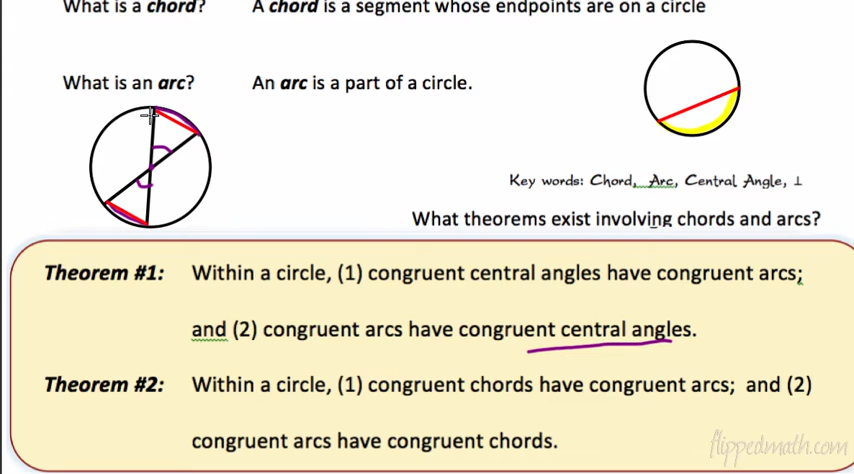 What is a chord? A chord is a segment whose endpoints are on a circle
What is an arc? An arc is a part of a circle.
Key words: Chord, Arc, Central Angle, ⊥
What theorems exist involving chords and arcs?
Theorem #1: Within a circle, (1) congruent central angles have congruent arcs;
and (2) congruent arcs have congruent central angles.
Theorem #2: Within a circle, (1) congruent chords have congruent arcs; and (2)
congruent arcs have congruent chords.
flippedmath.com